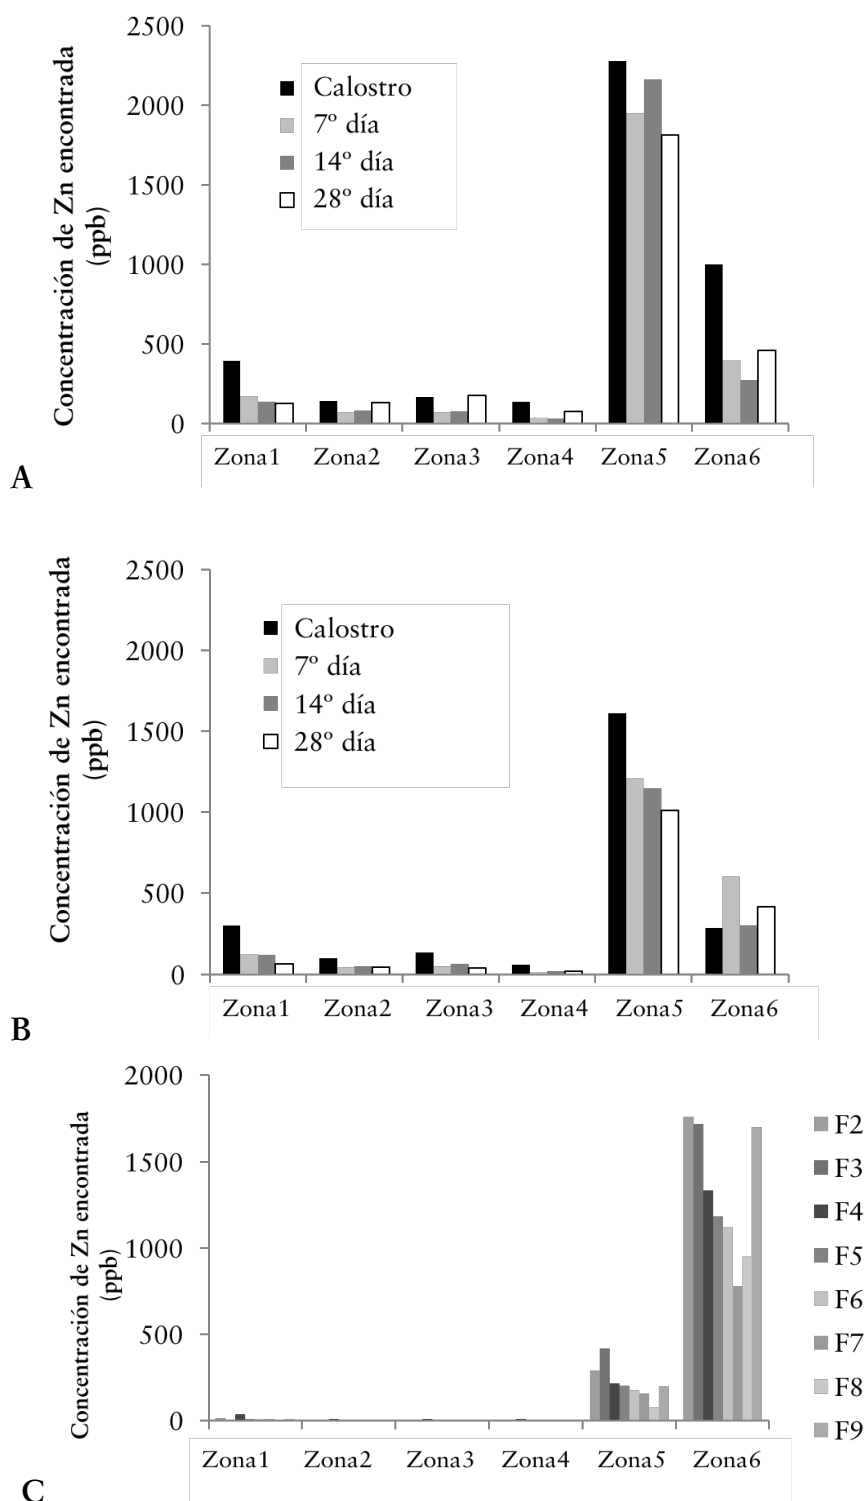 Concentración de Zn encontrada
(ppb)
2500
2000
1500
1000
500
0
Calostro
7º día
14º día
28º día
Zona1 Zona2 Zona3 Zona4 Zona5 Zona6
A
Concentración de Zn encontrada
(ppb)
2500
2000
1500
1000
500
0
Calostro
7º día
14º día
28º día
Zona1 Zona2 Zona3 Zona4 Zona5 Zona6
B
Concentración de Zn encontrada
(ppb)
2000
1500
1000
500
0
F2
F3
F4
F5
F6
F7
F8
F9
Zona1 Zona2 Zona3 Zona4 Zona5 Zona6
C